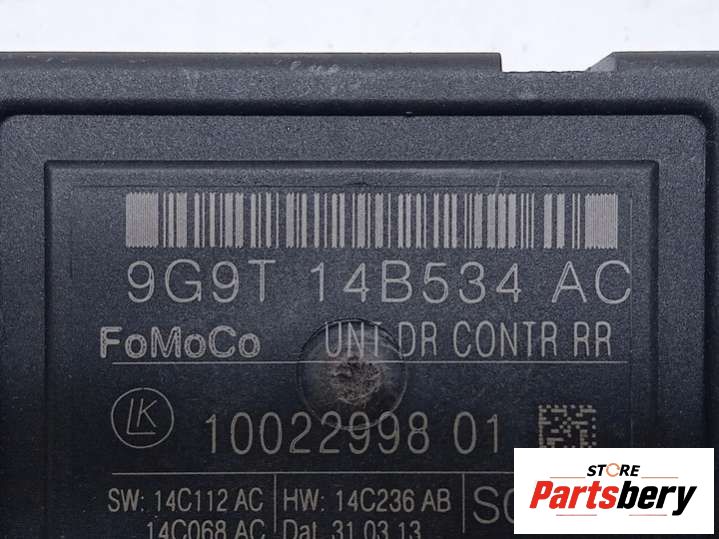 9G9T 14B534 AC
FoMoCo UNI DR CONTR RR
LK
10022998 01
SW: 14C112 AC HW: 14C236 AB
14C068 AC Dat. 31.03.13
STORE
Partsbery